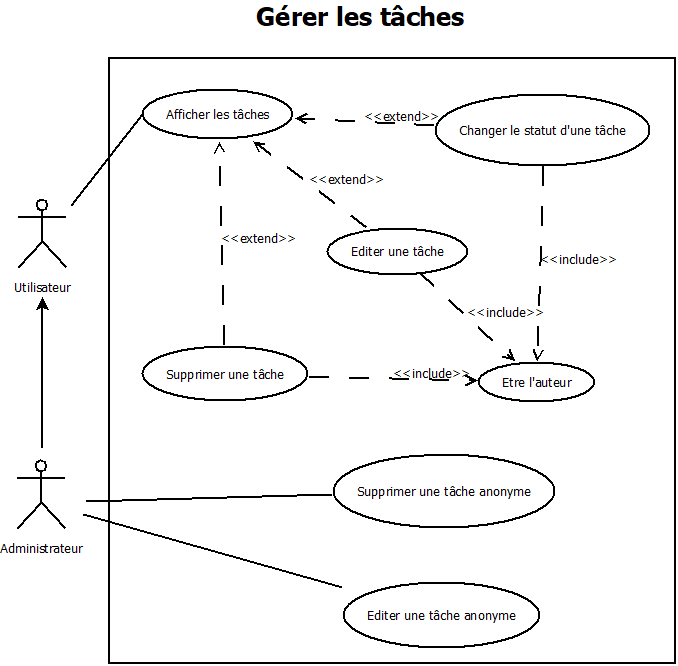 Gérer les tâches
Afficher les tâches
<<extend>>
Changer le statut d'une tâche
<<extend>>
<<extend>>
Editer une tâche
<<include>>
Utilisateur
<<include>>
Supprimer une tâche
<<include>>
Etre l'auteur
Supprimer une tâche anonyme
Administrateur
Editer une tâche anonyme